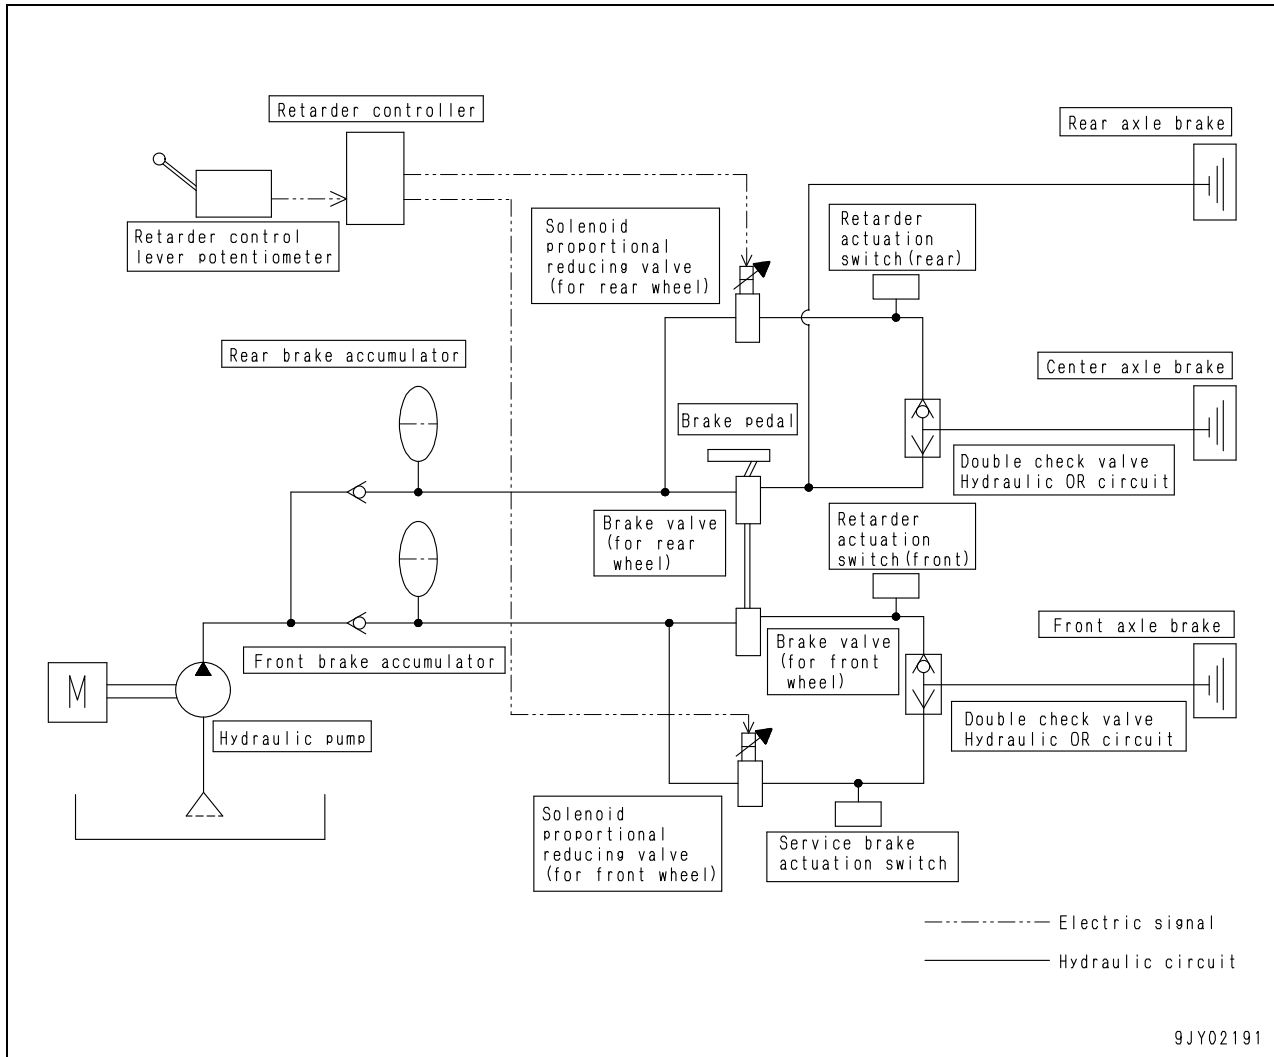 Retarder controller
Rear axle brake
Retarder control
lever potentiometer
Solenoid
proportional
reducing valve
(for rear wheel)
Retarder
actuation
switch(rear)
Rear brake accumulator
Center axle brake
Brake pedal
Double check valve
Hydraulic OR circuit
Brake valve
(for rear
wheel)
Retarder
actuation
switch(front)
Front axle brake
Front brake accumulator
Brake valve
(for front
wheel)
M
Hydraulic pump
Double check valve
Hydraulic OR circuit
Solenoid
proportional
reducing valve
(for front wheel)
Service brake
actuation switch
Electric signal
Hydraulic circuit
9JY02191